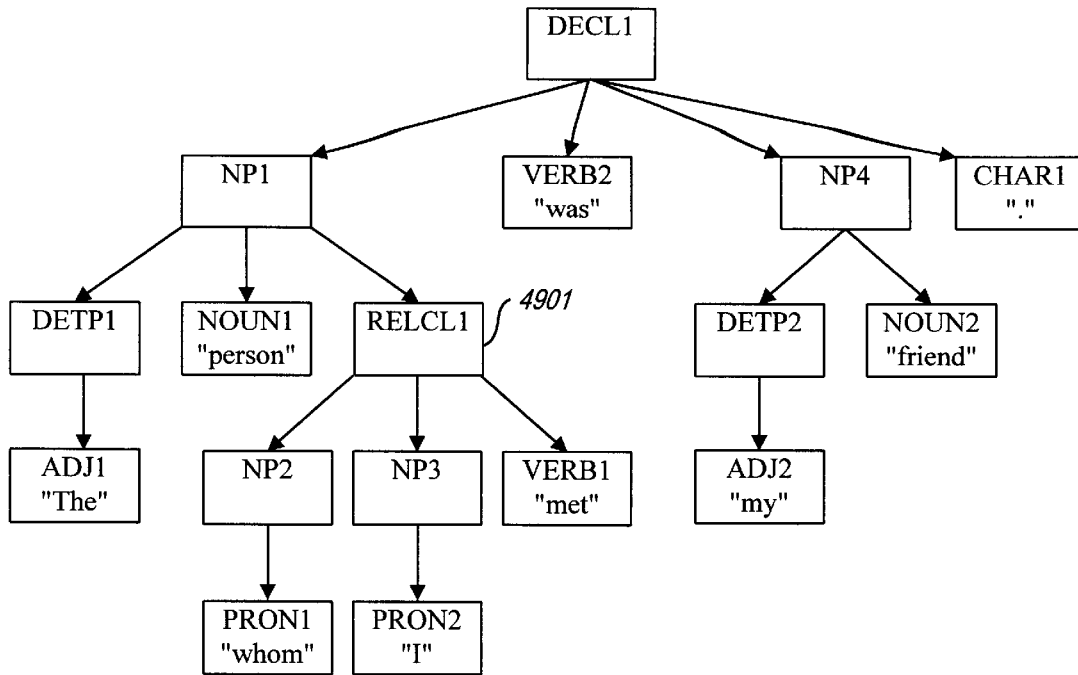 DECL1
NP1
VERB2
"was"
NP4
CHAR1
"."
DETP1
NOUN1
"person"
RELCL1
4901
DETP2
NOUN2
"friend"
ADJ1
"The"
NP2
NP3
VERB1
"met"
ADJ2
"my"
PRON1
"whom"
PRON2
"I"